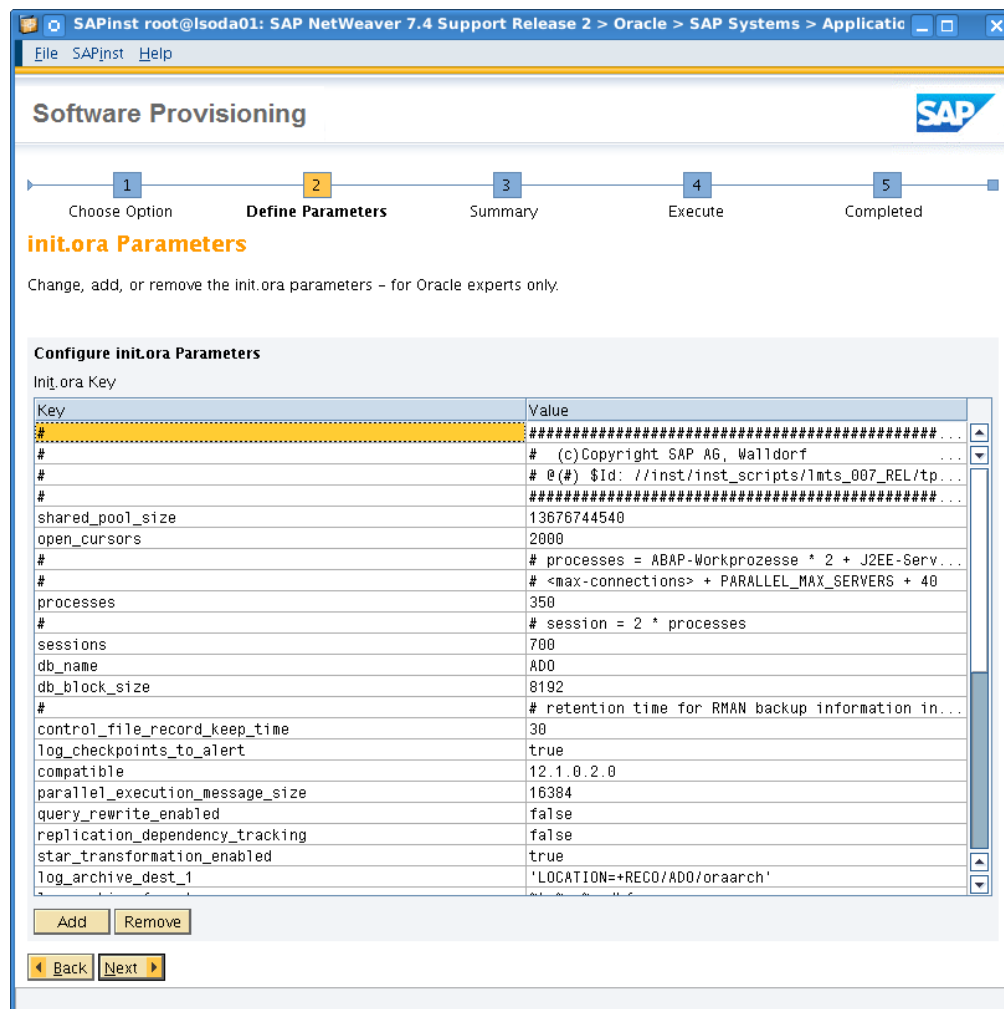 SAPinst root@lsoda01: SAP NetWeaver 7.4 Support Release 2 > Oracle > SAP Systems > Applicatio
File SAPinst Help
Software Provisioning
SAP
1 2 3 4 5
Choose Option Define Parameters Summary Execute Completed
init.ora Parameters
Change, add, or remove the init.ora parameters – for Oracle experts only.
Configure init.ora Parameters
Init.ora Key
Key Value
# ###############################################...
# # (c)Copyright SAP AG, Walldorf ...
# # @(#) $Id: //inst/inst_scripts/lmts_007_REL/tp...
# ###############################################...
shared_pool_size 13676744540
open_cursors 2000
# # processes = ABAP-Workprozesse * 2 + J2EE-Serv...
# # <max-connections> + PARALLEL_MAX_SERVERS + 40
processes 350
# # session = 2 * processes
sessions 700
db_name ADO
db_block_size 8192
# # retention time for RMAN backup information in...
control_file_record_keep_time 30
log_checkpoints_to_alert true
compatible 12.1.0.2.0
parallel_execution_message_size 16384
query_rewrite_enabled false
replication_dependency_tracking false
star_transformation_enabled true
log_archive_dest_1 'LOCATION=+RECO/ADO/oraarch'
Add Remove
Back Next